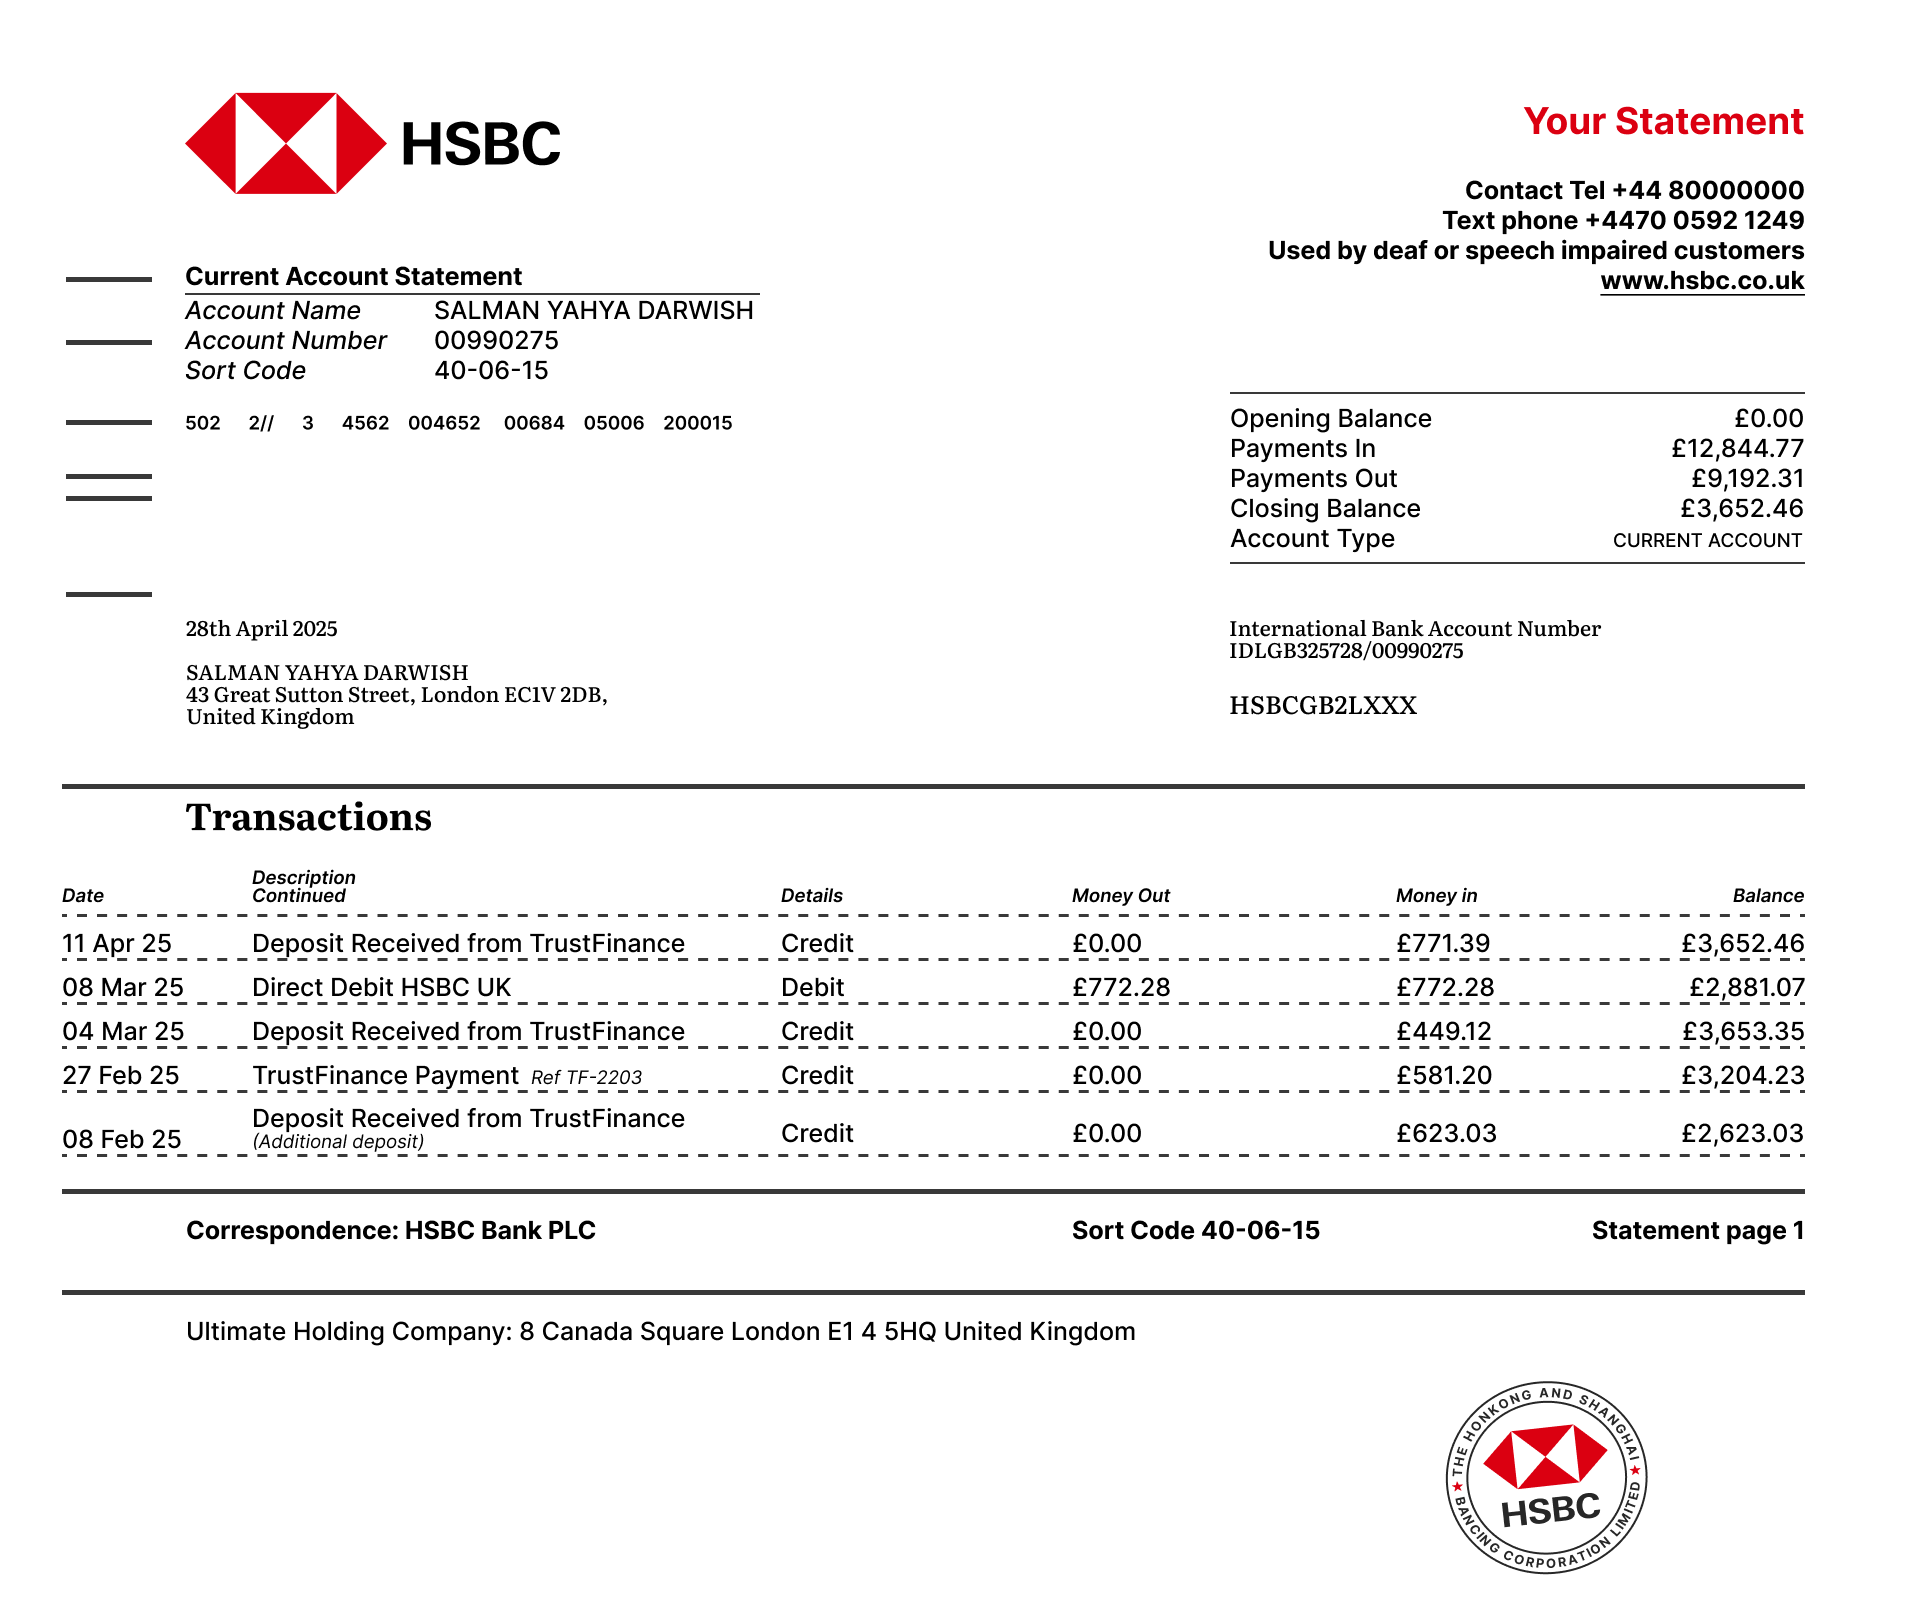 HSBC
Your Statement
Contact Tel +44 80000000
Text phone +4470 0592 1249
Used by deaf or speech impaired customers
www.hsbc.co.uk
Current Account Statement
Account Name SALMAN YAHYA DARWISH
Account Number 00990275
Sort Code 40-06-15
502 2// 3 4562 004652 00684 05006 200015
Opening Balance £0.00
Payments In £12,844.77
Payments Out £9,192.31
Closing Balance £3,652.46
Account Type CURRENT ACCOUNT
28th April 2025
SALMAN YAHYA DARWISH
43 Great Sutton Street, London EC1V 2DB,
United Kingdom
International Bank Account Number
IDLGB325728/00990275
HSBCGB2LXXX
Transactions
Date Description Continued Details Money Out Money in Balance
11 Apr 25 Deposit Received from TrustFinance Credit £0.00 £771.39 £3,652.46
08 Mar 25 Direct Debit HSBC UK Debit £772.28 £772.28 £2,881.07
04 Mar 25 Deposit Received from TrustFinance Credit £0.00 £449.12 £3,653.35
27 Feb 25 TrustFinance Payment Ref TF-2203 Credit £0.00 £581.20 £3,204.23
08 Feb 25 Deposit Received from TrustFinance (Additional deposit) Credit £0.00 £623.03 £2,623.03
Correspondence: HSBC Bank PLC Sort Code 40-06-15 Statement page 1
Ultimate Holding Company: 8 Canada Square London E1 4 5HQ United Kingdom
THE HONKONG AND SHANGHAI
HSBC
BANCING CORPORATION LIMITED